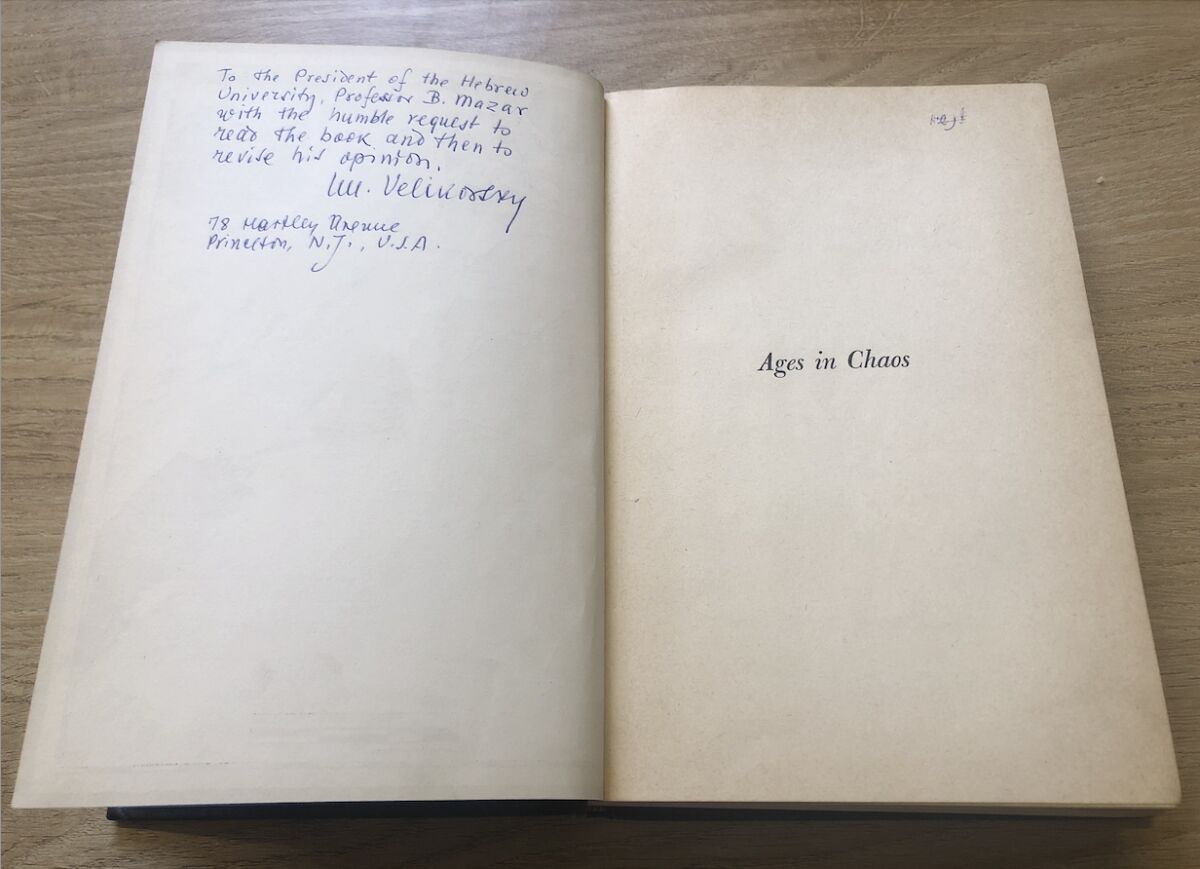 To the President of the Hebrew
University, Professor B. Mazar
with the humble request to
read the book and then to
revise his opinion.
Im. Velikovsky
78 Hartley Avenue
Princeton, N.J., U.S.A.
Ages in Chaos